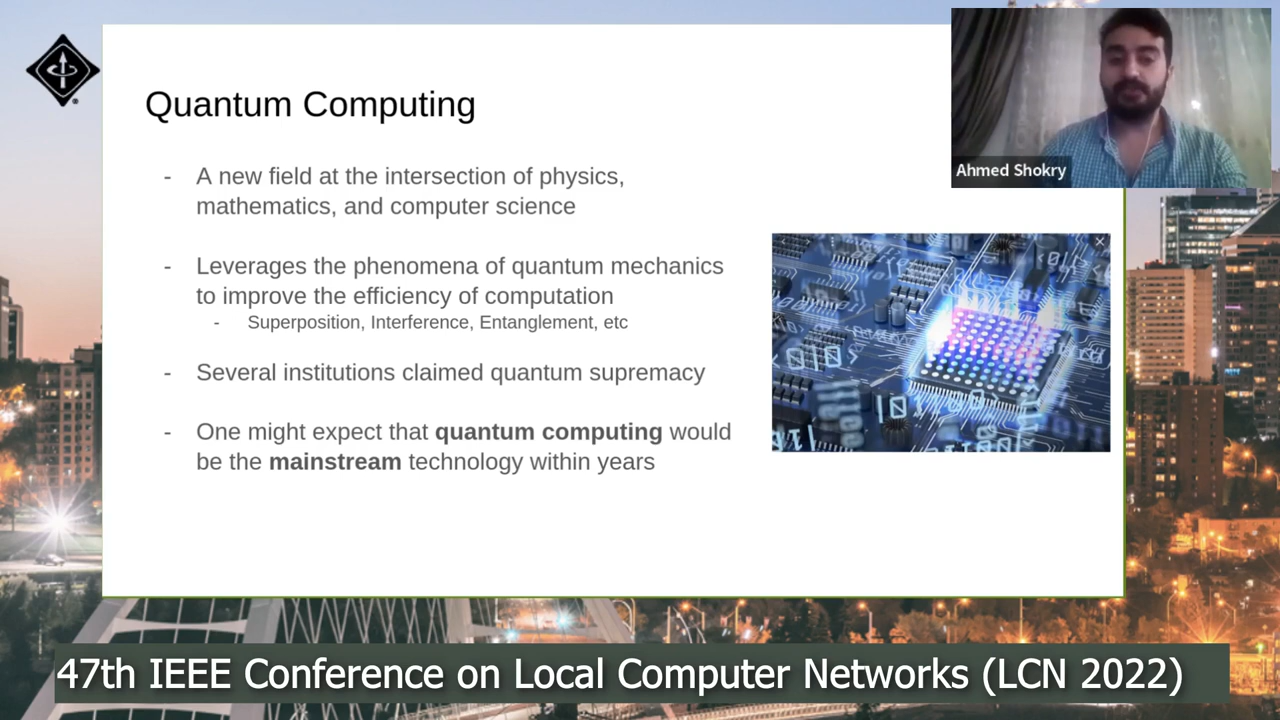 Quantum Computing
- A new field at the intersection of physics,
mathematics, and computer science
- Leverages the phenomena of quantum mechanics
to improve the efficiency of computation
- Superposition, Interference, Entanglement, etc
- Several institutions claimed quantum supremacy
- One might expect that quantum computing would
be the mainstream technology within years
Ahmed Shokry
47th IEEE Conference on Local Computer Networks (LCN 2022)